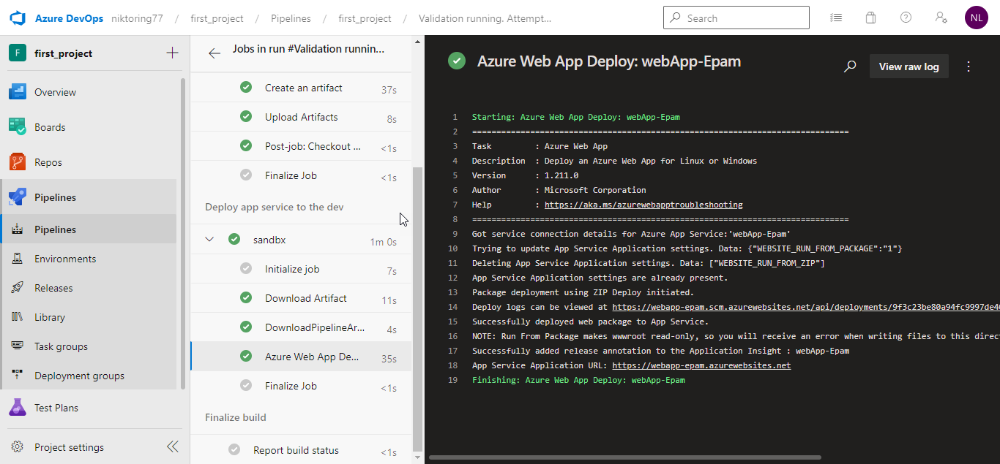 Azure DevOps niktoring77 / first_project / Pipelines / first_project / Validation running. Attempt...
Search
NL
F first_project
Overview
Boards
Repos
Pipelines
Pipelines
Environments
Releases
Library
Task groups
Deployment groups
Test Plans
Project settings
Jobs in run #Validation runnin...
Create an artifact 37s
Upload Artifacts 8s
Post-job: Checkout ... <1s
Finalize Job <1s
Deploy app service to the dev
sandbx 1m 0s
Initialize job 7s
Download Artifact 11s
DownloadPipelineAr... 4s
Azure Web App De... 35s
Finalize Job <1s
Finalize build
Report build status <1s
Azure Web App Deploy: webApp-Epam
View raw log
1 Starting: Azure Web App Deploy: webApp-Epam
2 ==============================================================================
3 Task : Azure Web App
4 Description : Deploy an Azure Web App for Linux or Windows
5 Version : 1.211.0
6 Author : Microsoft Corporation
7 Help : https://aka.ms/azurewebapptroubleshooting
8 ==============================================================================
9 Got service connection details for Azure App Service:'webApp-Epam'
10 Trying to update App Service Application settings. Data: {"WEBSITE_RUN_FROM_PACKAGE":"1"}
11 Deleting App Service Application settings. Data: ["WEBSITE_RUN_FROM_ZIP"]
12 App Service Application settings are already present.
13 Package deployment using ZIP Deploy initiated.
14 Deploy logs can be viewed at https://webapp-epam.scm.azurewebsites.net/api/deployments/9f3c23be80a94fc9997de4
15 Successfully deployed web package to App Service.
16 NOTE: Run From Package makes wwwroot read-only, so you will receive an error when writing files to this direc
17 Successfully added release annotation to the Application Insight : webApp-Epam
18 App Service Application URL: https://webapp-epam.azurewebsites.net
19 Finishing: Azure Web App Deploy: webApp-Epam